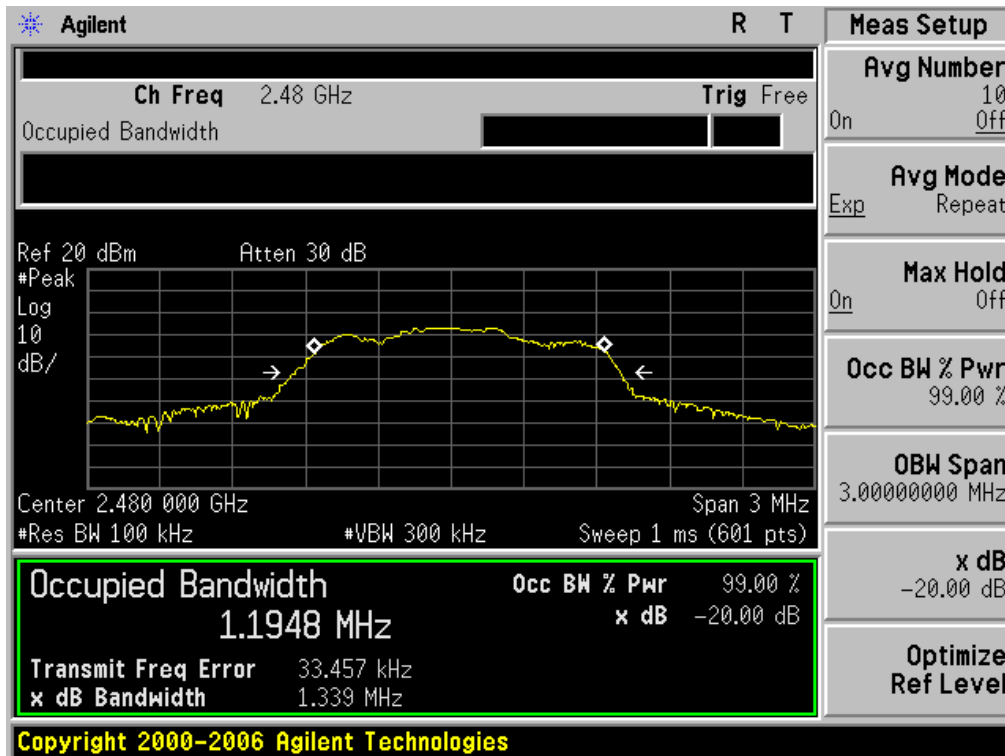 Agilent R T
Ch Freq 2.48 GHz Trig Free
Occupied Bandwidth
Ref 20 dBm Atten 30 dB
#Peak
Log
10
dB/
Center 2.480 000 GHz Span 3 MHz
#Res BW 100 kHz #VBW 300 kHz Sweep 1 ms (601 pts)
Occupied Bandwidth Occ BW % Pwr 99.00 %
1.1948 MHz x dB -20.00 dB
Transmit Freq Error 33.457 kHz
x dB Bandwidth 1.339 MHz
Copyright 2000-2006 Agilent Technologies
Meas Setup
Avg Number
10
On Off
Avg Mode
Exp Repeat
Max Hold
On Off
Occ BW % Pwr
99.00 %
OBW Span
3.00000000 MHz
x dB
-20.00 dB
Optimize
Ref Level